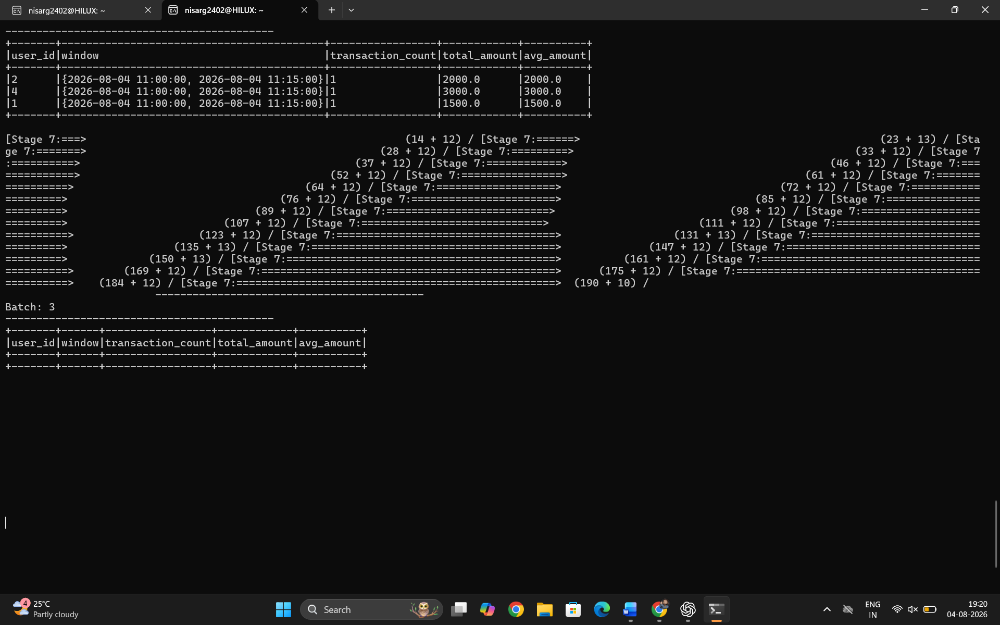 nisarg2402@HILUX: ~
nisarg2402@HILUX: ~
-------------------------------------------
+-------+------------------------------------------+-----------------+------------+----------+
|user_id|window                                    |transaction_count|total_amount|avg_amount|
+-------+------------------------------------------+-----------------+------------+----------+
|2      |{2026-08-04 11:00:00, 2026-08-04 11:15:00}|1                |2000.0      |2000.0    |
|4      |{2026-08-04 11:00:00, 2026-08-04 11:15:00}|1                |3000.0      |3000.0    |
|1      |{2026-08-04 11:00:00, 2026-08-04 11:15:00}|1                |1500.0      |1500.0    |
+-------+------------------------------------------+-----------------+------------+----------+
[Stage 7:===> (14 + 12) / [Stage 7:======> (23 + 13) / [Sta
ge 7:=======> (28 + 12) / [Stage 7:=========> (33 + 12) / [Stage 7
:==========> (37 + 12) / [Stage 7:============> (46 + 12) / [Stage 7:===
===========> (52 + 12) / [Stage 7:================> (61 + 12) / [Stage 7:=======
==========> (64 + 12) / [Stage 7:===================> (72 + 12) / [Stage 7:===========
=========> (76 + 12) / [Stage 7:=======================> (85 + 12) / [Stage 7:===============
=========> (89 + 12) / [Stage 7:==========================> (98 + 12) / [Stage 7:===================
=========> (107 + 12) / [Stage 7:=============================> (111 + 12) / [Stage 7:=======================
==========> (123 + 12) / [Stage 7:===================================> (131 + 13) / [Stage 7:===========================
=========> (135 + 13) / [Stage 7:=======================================> (147 + 12) / [Stage 7:===============================
=========> (150 + 13) / [Stage 7:===========================================> (161 + 12) / [Stage 7:===================================
==========> (169 + 12) / [Stage 7:===============================================> (175 + 12) / [Stage 7:=======================================
==========> (184 + 12) / [Stage 7:===================================================> (190 + 10) /
-------------------------------------------
Batch: 3
-------------------------------------------
+-------+------+-----------------+------------+----------+
|user_id|window|transaction_count|total_amount|avg_amount|
+-------+------+-----------------+------------+----------+
+-------+------+-----------------+------------+----------+
4
25°C
Partly cloudy
Search
ENG
IN
19:20
04-08-2026